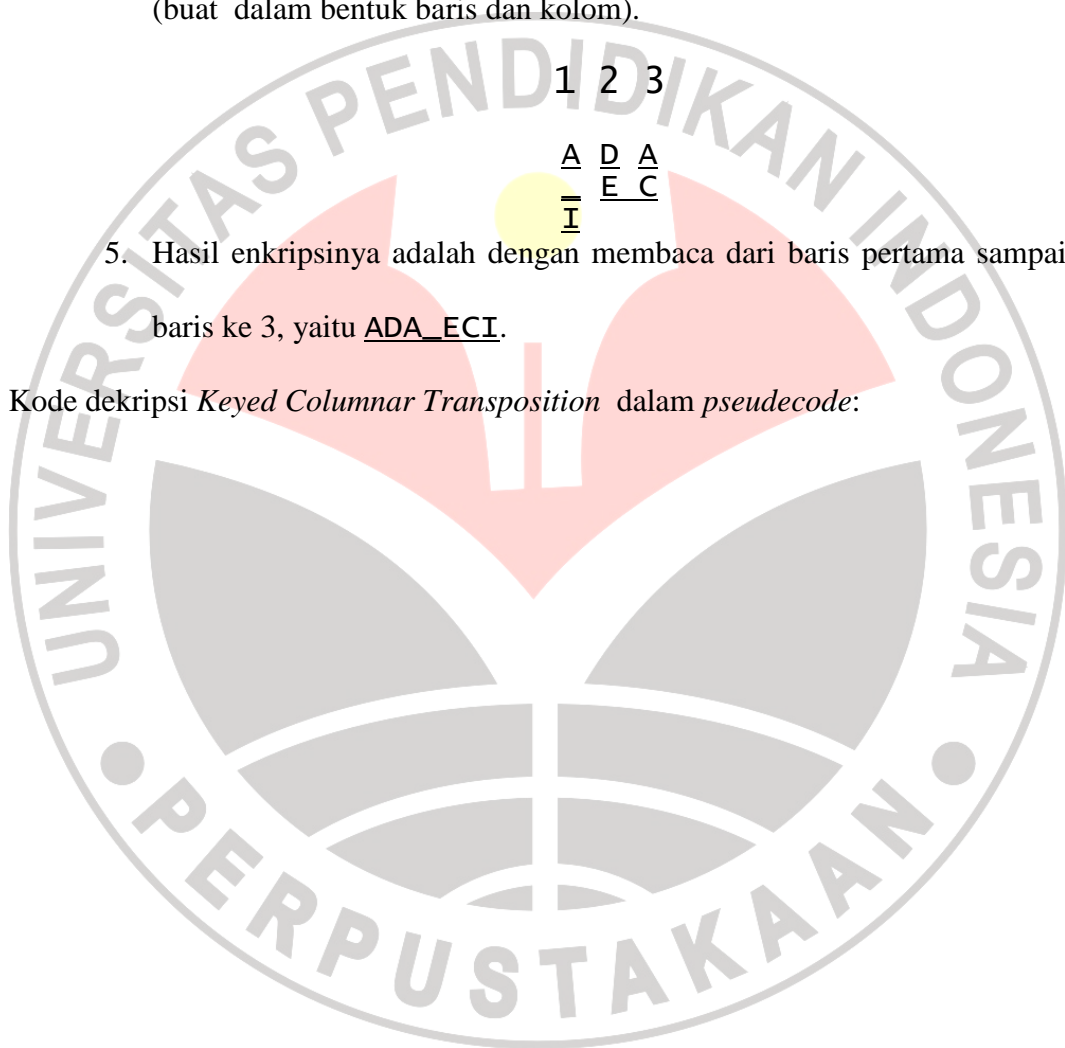 (buat dalam bentuk baris dan kolom).
1 2 3
A D A
_ E C
I
5. Hasil enkripsinya adalah dengan membaca dari baris pertama sampai
baris ke 3, yaitu ADA_ECI.
Kode dekripsi Keyed Columnar Transposition dalam pseudecode:
UNIVERSITAS PENDIDIKAN INDONESIA
PERPUSTAKAAN